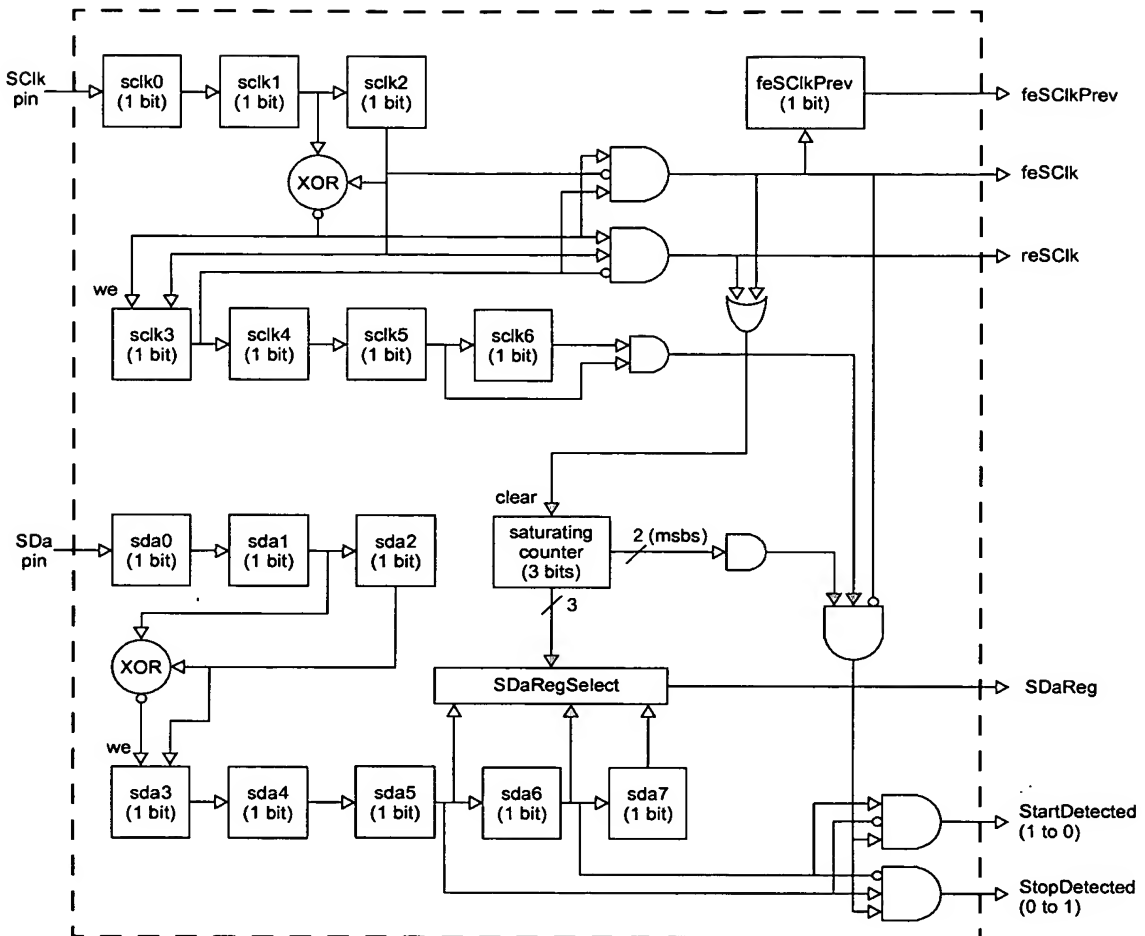 SClk
pin
sclk0
(1 bit)
sclk1
(1 bit)
sclk2
(1 bit)
feSClkPrev
(1 bit)
feSClkPrev
XOR
feSClk
reSClk
we
sclk3
(1 bit)
sclk4
(1 bit)
sclk5
(1 bit)
sclk6
(1 bit)
clear
saturating
counter
(3 bits)
2 (msbs)
3
SDa
pin
sda0
(1 bit)
sda1
(1 bit)
sda2
(1 bit)
XOR
SDaRegSelect
SDaReg
we
sda3
(1 bit)
sda4
(1 bit)
sda5
(1 bit)
sda6
(1 bit)
sda7
(1 bit)
StartDetected
(1 to 0)
StopDetected
(0 to 1)